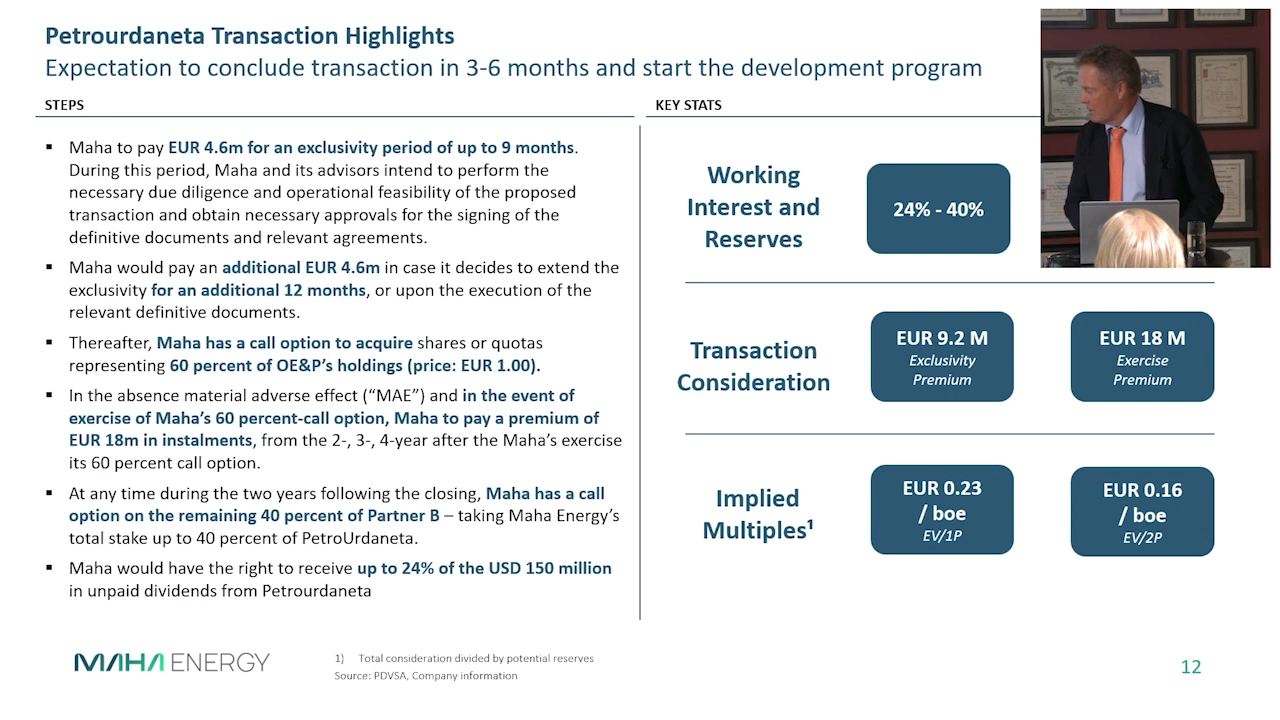 Petrourdaneta Transaction Highlights
Expectation to conclude transaction in 3-6 months and start the development program
STEPS
▪ Maha to pay EUR 4.6m for an exclusivity period of up to 9 months.
During this period, Maha and its advisors intend to perform the
necessary due diligence and operational feasibility of the proposed
transaction and obtain necessary approvals for the signing of the
definitive documents and relevant agreements.
▪ Maha would pay an additional EUR 4.6m in case it decides to extend the
exclusivity for an additional 12 months, or upon the execution of the
relevant definitive documents.
▪ Thereafter, Maha has a call option to acquire shares or quotas
representing 60 percent of OE&P’s holdings (price: EUR 1.00).
▪ In the absence material adverse effect (“MAE”) and in the event of
exercise of Maha’s 60 percent-call option, Maha to pay a premium of
EUR 18m in instalments, from the 2-, 3-, 4-year after the Maha’s exercise
its 60 percent call option.
▪ At any time during the two years following the closing, Maha has a call
option on the remaining 40 percent of Partner B – taking Maha Energy’s
total stake up to 40 percent of PetroUrdaneta.
▪ Maha would have the right to receive up to 24% of the USD 150 million
in unpaid dividends from Petrourdaneta
KEY STATS
Working
Interest and
Reserves
24% - 40%
Transaction
Consideration
EUR 9.2 M
Exclusivity
Premium
EUR 18 M
Exercise
Premium
Implied
Multiples¹
EUR 0.23
/ boe
EV/1P
EUR 0.16
/ boe
EV/2P
MAHA ENERGY
1) Total consideration divided by potential reserves
Source: PDVSA, Company information
12